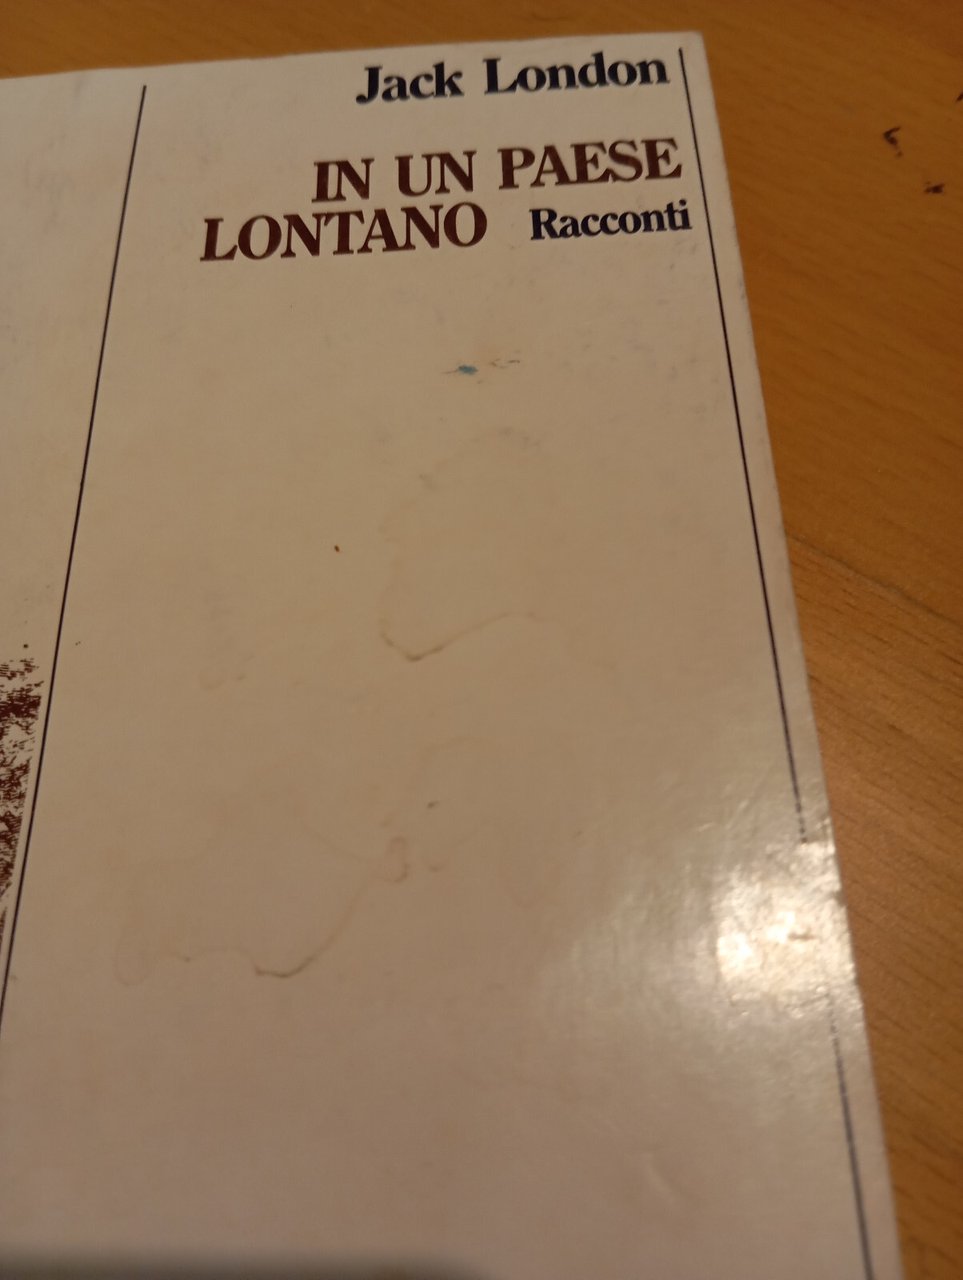 Jack London
IN UN PAESE
LONTANO Racconti